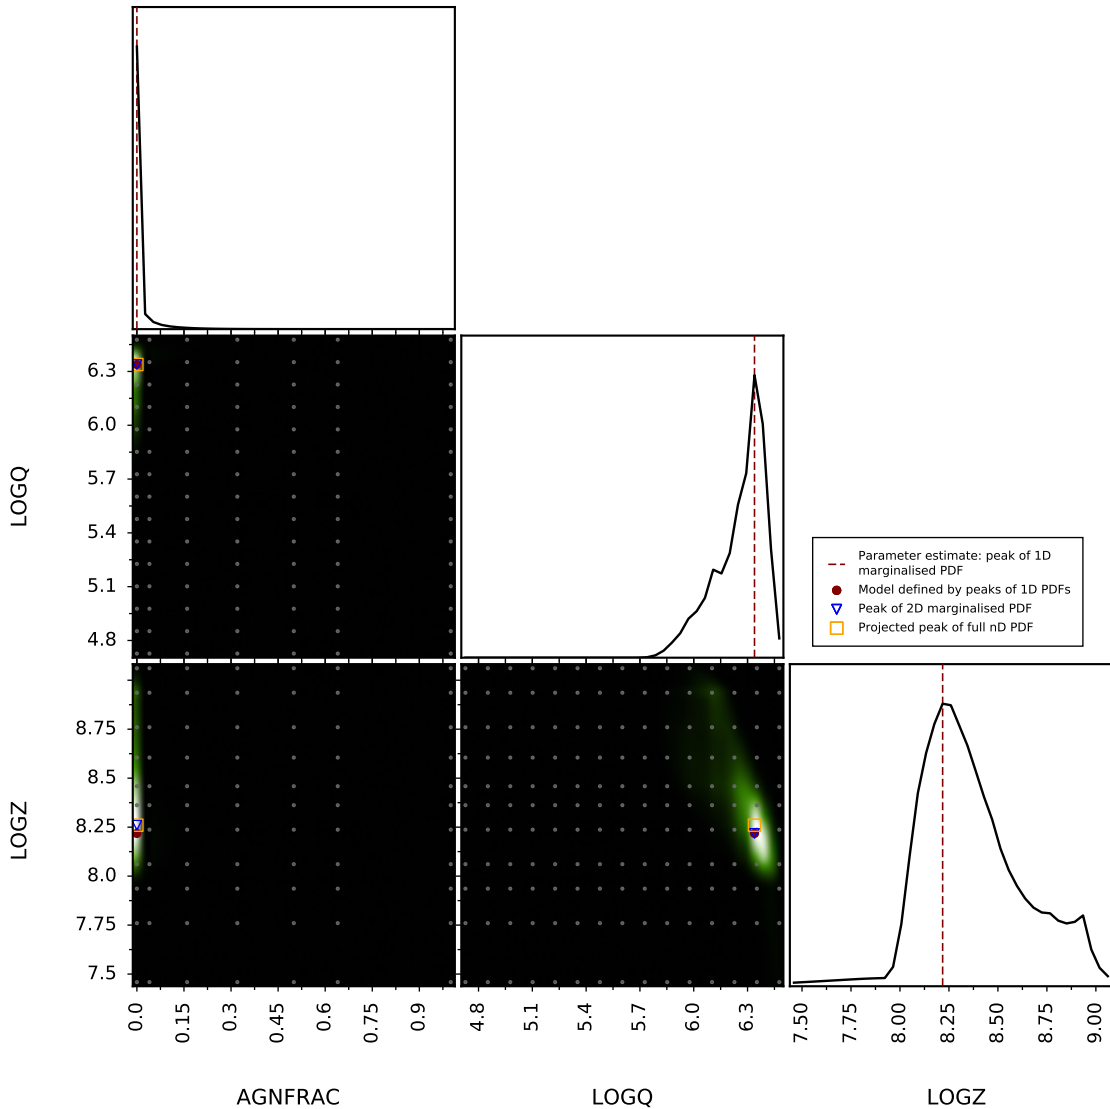 LOGQ
6.3
6.0
5.7
5.4
5.1
4.8
Parameter estimate: peak of 1D
marginalised PDF
Model defined by peaks of 1D PDFs
Peak of 2D marginalised PDF
Projected peak of full nD PDF
LOGZ
8.75
8.5
8.25
8.0
7.75
7.5
0.0 0.15 0.3 0.45 0.6 0.75 0.9
4.8 5.1 5.4 5.7 6.0 6.3
7.50 7.75 8.00 8.25 8.50 8.75 9.00
AGNFRAC LOGQ LOGZ